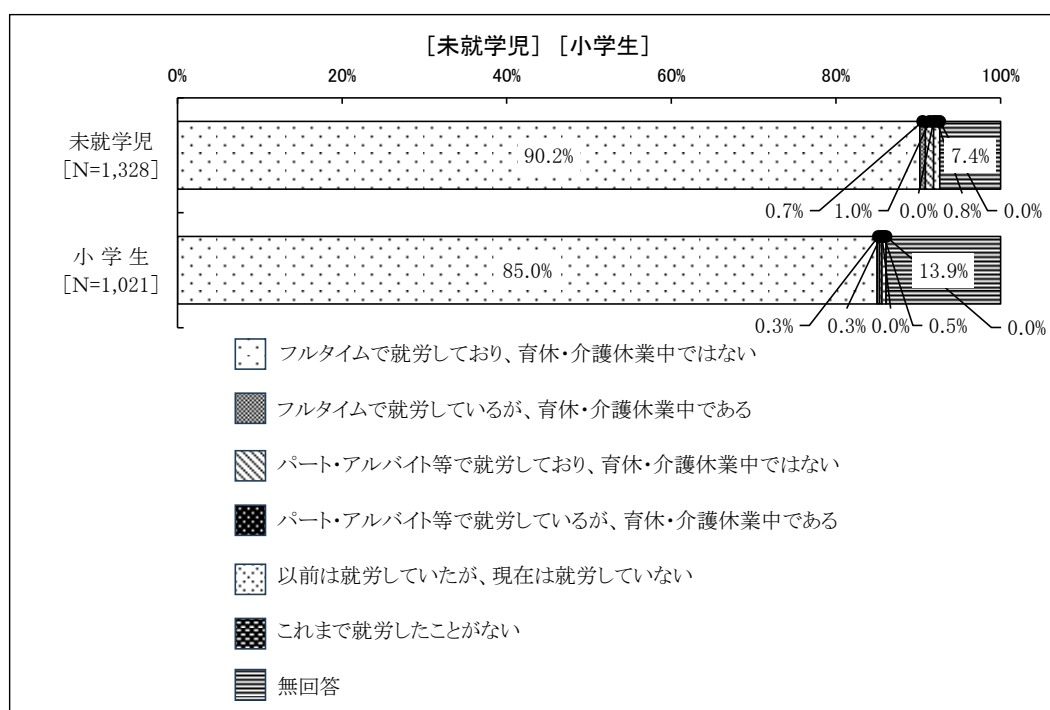 ［未就学児］［小学生］
0% 20% 40% 60% 80% 100%
未就学児
［N=1,328］
90.2% 7.4%
0.7% 1.0% 0.0% 0.8% 0.0%
小 学 生
［N=1,021］
85.0% 13.9%
0.3% 0.3% 0.0% 0.5% 0.0%
フルタイムで就労しており、育休・介護休業中ではない
フルタイムで就労しているが、育休・介護休業中である
パート・アルバイト等で就労しており、育休・介護休業中ではない
パート・アルバイト等で就労しているが、育休・介護休業中である
以前は就労していたが、現在は就労していない
これまで就労したことがない
無回答